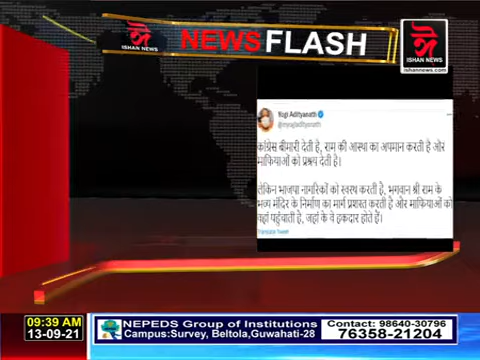 ISHAN NEWS
NEWS FLASH
ISHAN NEWS
ishannews.com
Yogi Adityanath
@myogiadityanath
कांग्रेस बीमारी देती है, राम की आस्था का अपमान करती है और
माफियाओं को प्रश्रय देती है।
लेकिन भाजपा नागरिकों को स्वस्थ करती है, भगवान श्री राम के
भव्य मंदिर के निर्माण का मार्ग प्रशस्त करती है और माफियाओं को
वहां पहुंचाती है, जहां के वे हकदार होते हैं।
Translate Tweet
09:39 AM
13-09-21
NEPEDS Group of Institutions
Campus:Survey, Beltola,Guwahati-28
Contact: 98640-30796
76358-21204